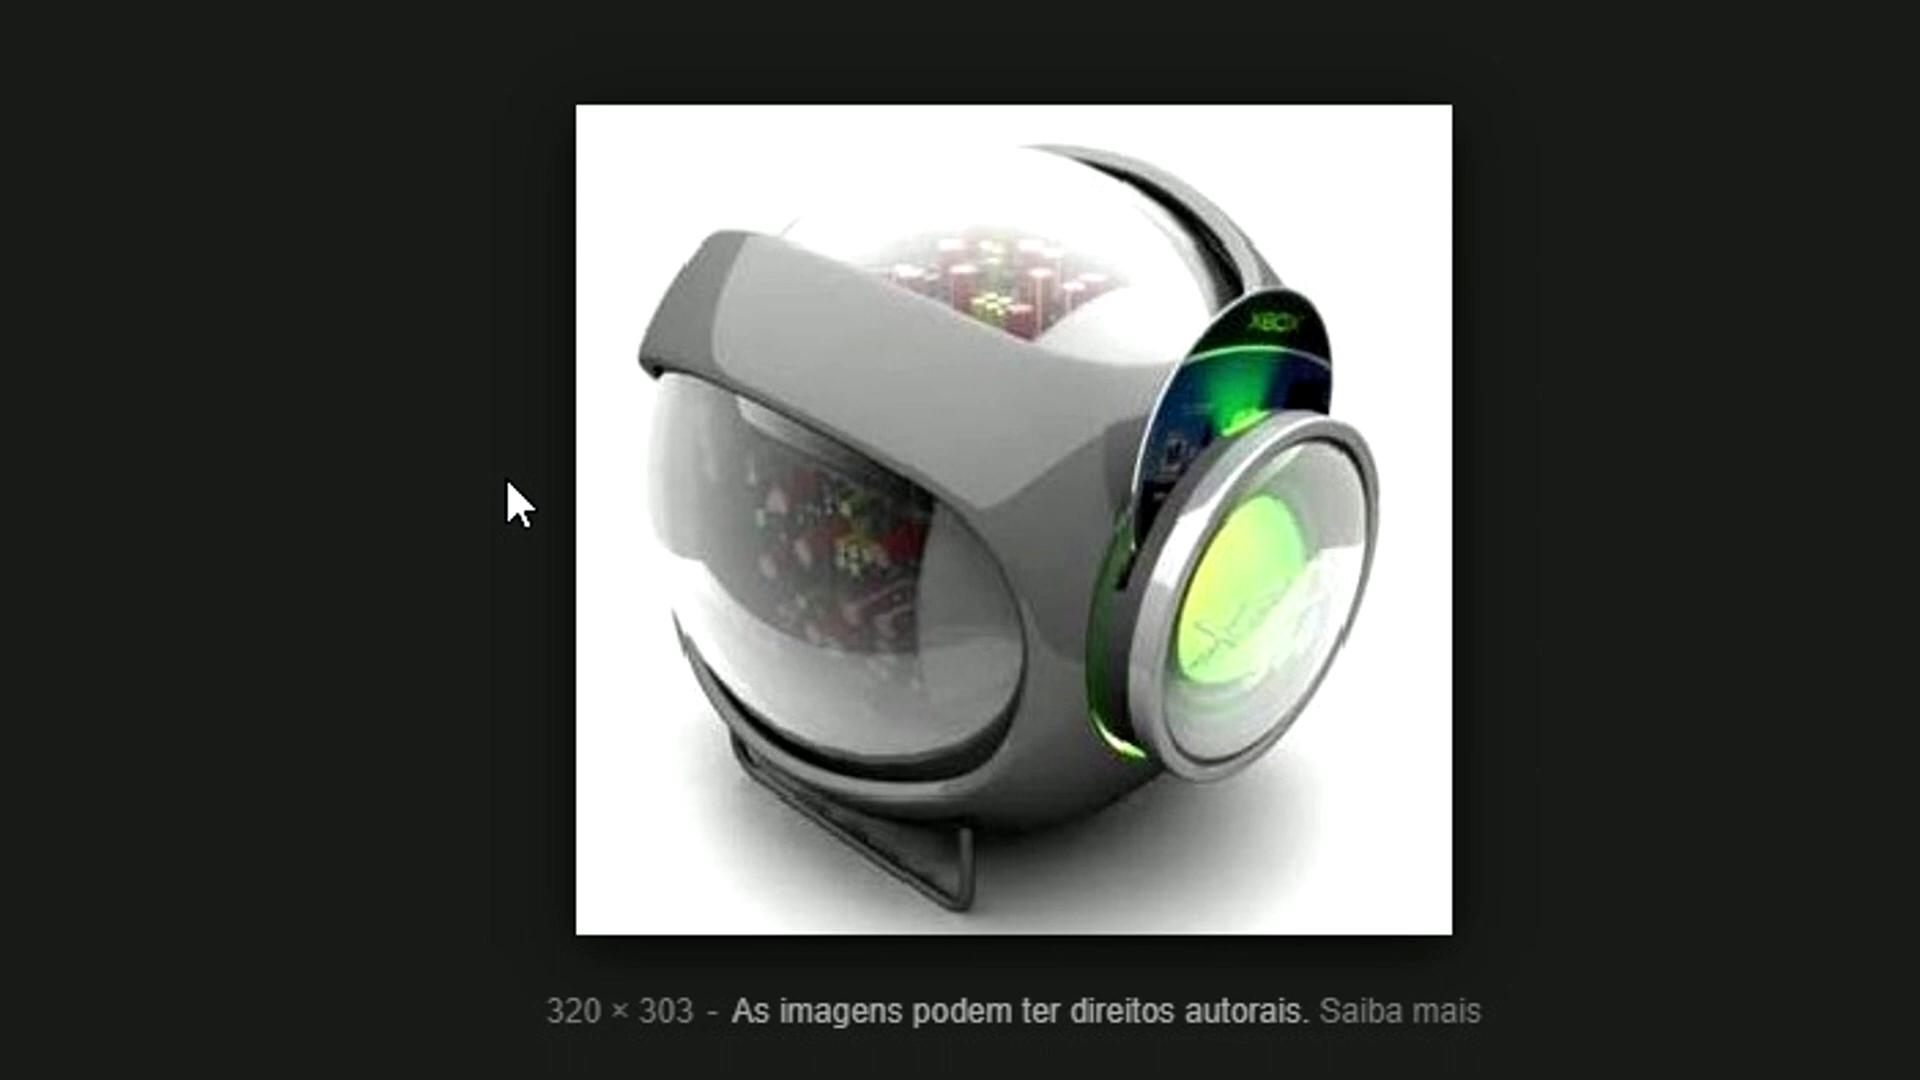 XBOX
320 × 303 - As imagens podem ter direitos autorais. Saiba mais